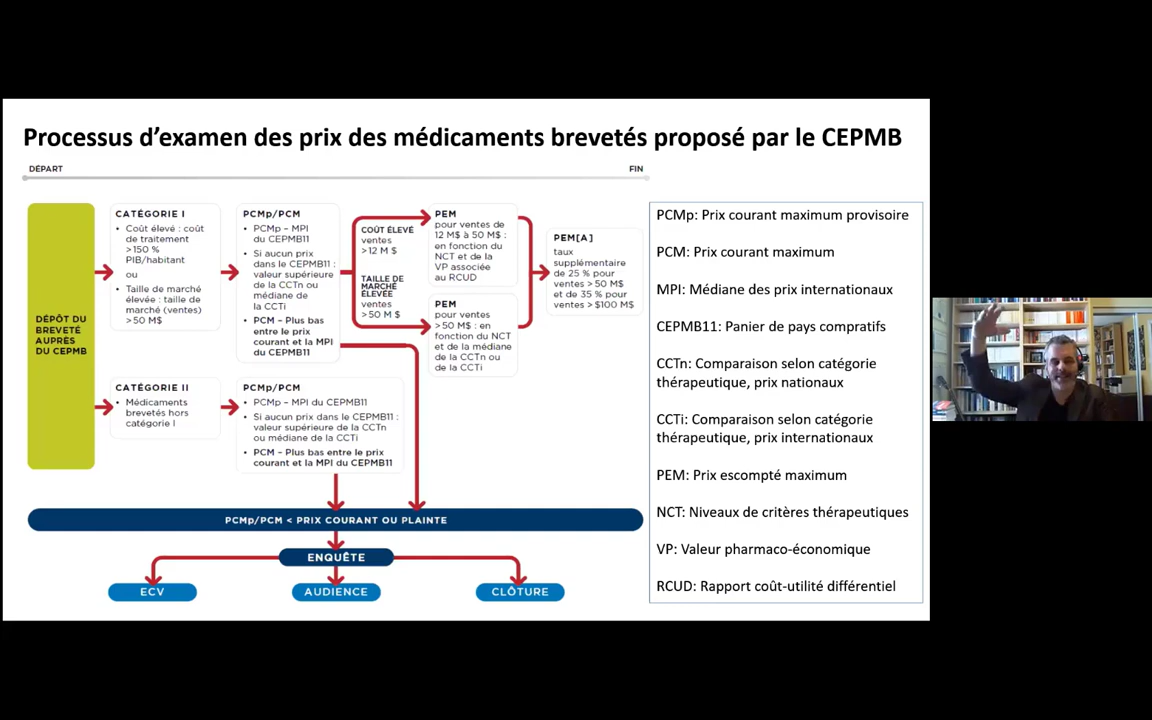 Processus d'examen des prix des médicaments brevetés proposé par le CEPMB
DÉPART
FIN
DÉPÔT DU
BREVETÉ
AUPRÈS
DU CEPMB
CATÉGORIE I
• Coût élevé : coût
de traitement
>150 %
PIB/habitant
ou
• Taille de marché
élevée : taille de
marché (ventes)
>50 M$
PCMp/PCM
• PCMp – MPI
du CEPMB11
• Si aucun prix
dans le CEPMB11 :
valeur supérieure
de la CCTn ou
médiane de
la CCTi
• PCM – Plus bas
entre le prix
courant et la MPI
du CEPMB11
COÛT ÉLEVÉ
ventes
>12 M $
TAILLE DE
MARCHÉ
ÉLEVÉE
ventes
>50 M $
PEM
pour ventes de
12 M$ à 50 M$ :
en fonction du
NCT et de la
VP associée
au RCUD
PEM
pour ventes
>50 M$ : en
fonction du NCT
et de la médiane
de la CCTn ou
de la CCTi
PEM[A]
taux
supplémentaire
de 25 % pour
ventes > 50 M$
et de 35 % pour
ventes > $100 M$
CATÉGORIE II
• Médicaments
brevetés hors
catégorie I
PCMp/PCM
• PCMp – MPI du CEPMB11
• Si aucun prix dans le CEPMB11 :
valeur supérieure de la CCTn
ou médiane de la CCTi
• PCM – Plus bas entre le prix
courant et la MPI du CEPMB11
PCMp/PCM < PRIX COURANT OU PLAINTE
ENQUÊTE
ECV
AUDIENCE
CLÔTURE
PCMp: Prix courant maximum provisoire
PCM: Prix courant maximum
MPI: Médiane des prix internationaux
CEPMB11: Panier de pays compratifs
CCTn: Comparaison selon catégorie
thérapeutique, prix nationaux
CCTi: Comparaison selon catégorie
thérapeutique, prix internationaux
PEM: Prix escompté maximum
NCT: Niveaux de critères thérapeutiques
VP: Valeur pharmaco-économique
RCUD: Rapport coût-utilité différentiel